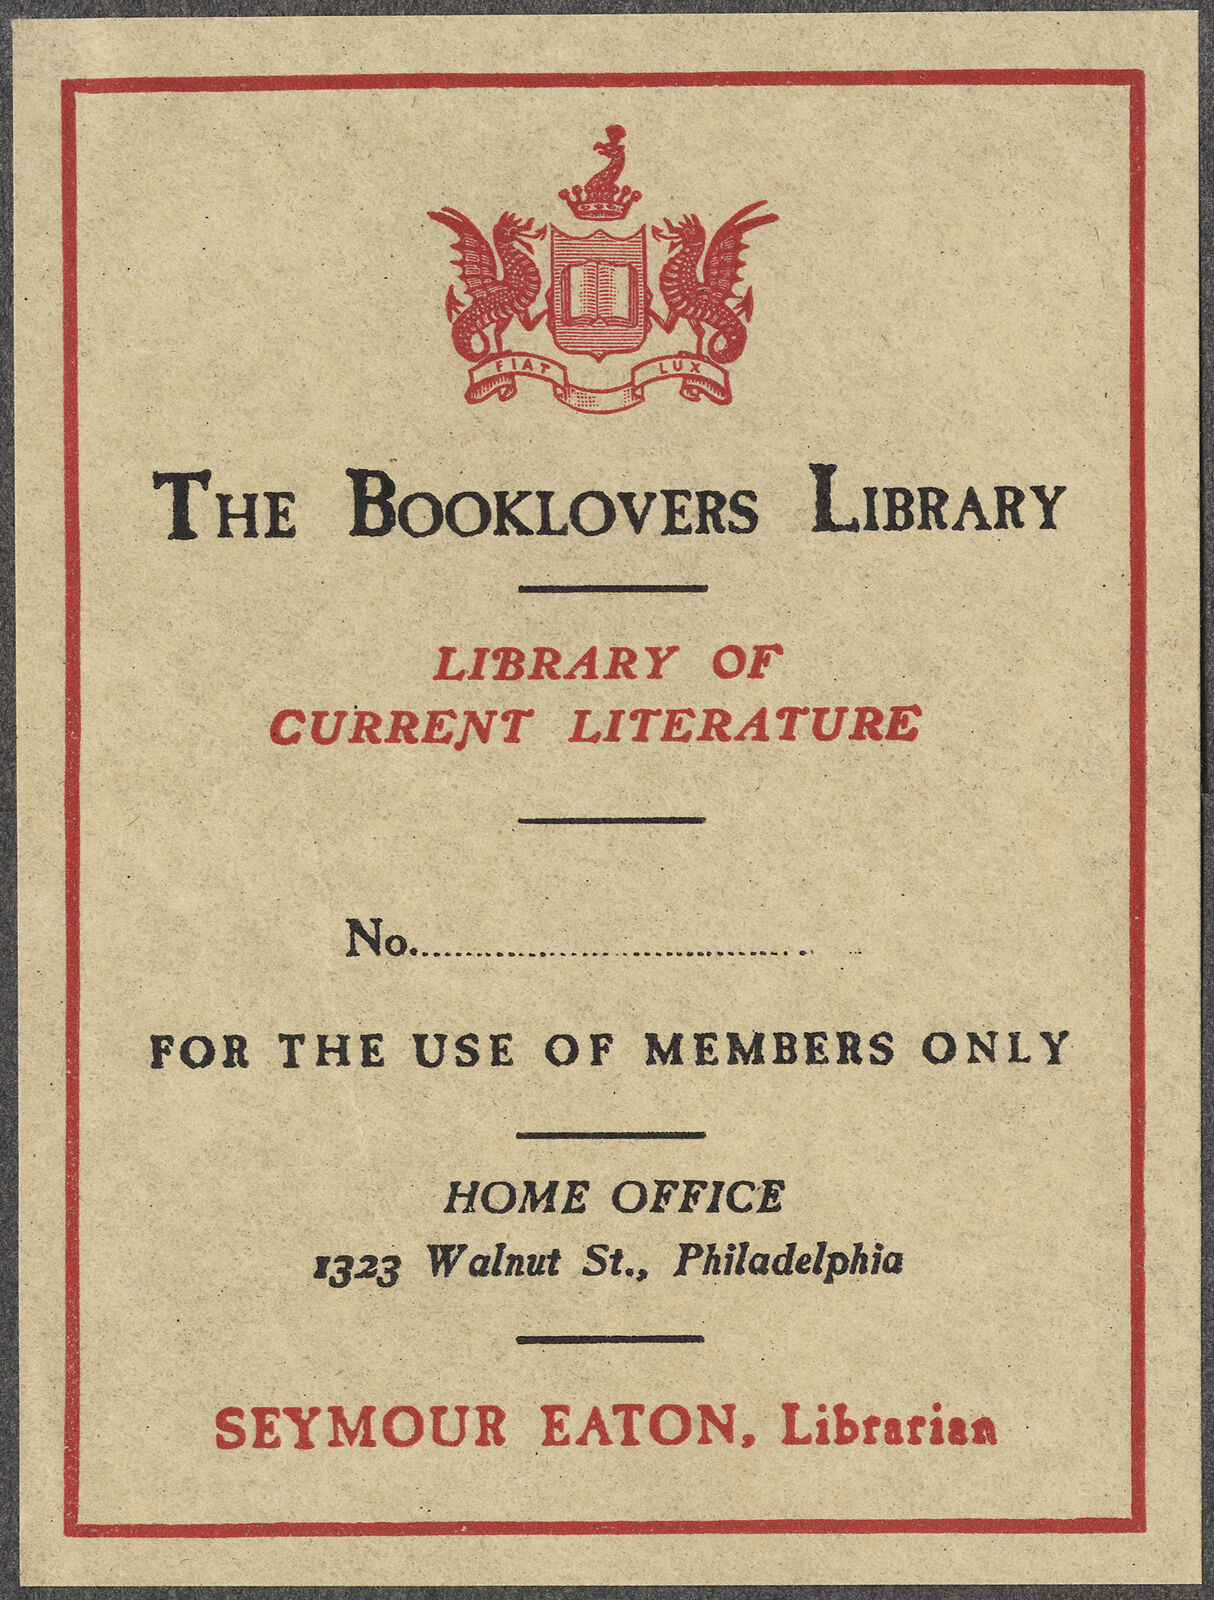 FIAT LUX
THE BOOKLOVERS LIBRARY
LIBRARY OF
CURRENT LITERATURE
No..............................................
FOR THE USE OF MEMBERS ONLY
HOME OFFICE
1323 Walnut St., Philadelphia
SEYMOUR EATON, Librarian